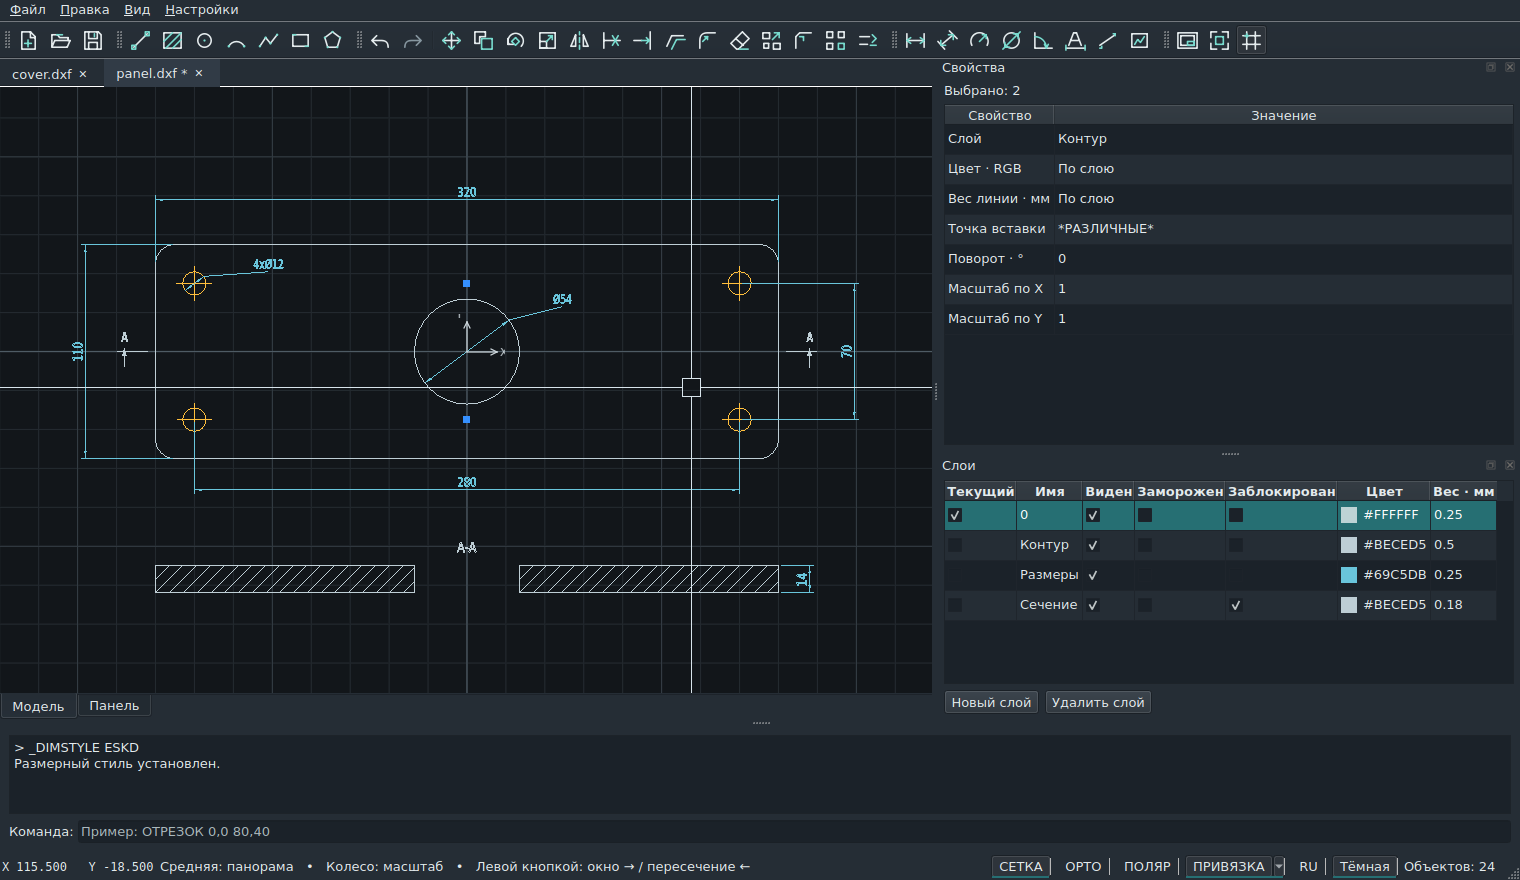 Файл Правка Вид Настройки
cover.dxf × panel.dxf * ×
320
4xØ12
Ø54
110
70
A A
X
280
A-A
14
Модель Панель
Свойства
Выбрано: 2
Свойство Значение
Слой Контур
Цвет · RGB По слою
Вес линии · мм По слою
Точка вставки *РАЗЛИЧНЫЕ*
Поворот · ° 0
Масштаб по X 1
Масштаб по Y 1
Слои
Текущий Имя Виден Заморожен Заблокирован Цвет Вес · мм
0 #FFFFFF 0.25
Контур #BECED5 0.5
Размеры #69C5DB 0.25
Сечение #BECED5 0.18
Новый слой Удалить слой
> _DIMSTYLE ESKD
Размерный стиль установлен.
Команда: Пример: ОТРЕЗОК 0,0 80,40
X 115.500 Y -18.500 Средняя: панорама • Колесо: масштаб • Левой кнопкой: окно → / пересечение ← СЕТКА ОРТО ПОЛЯР ПРИВЯЗКА RU Тёмная Объектов: 24